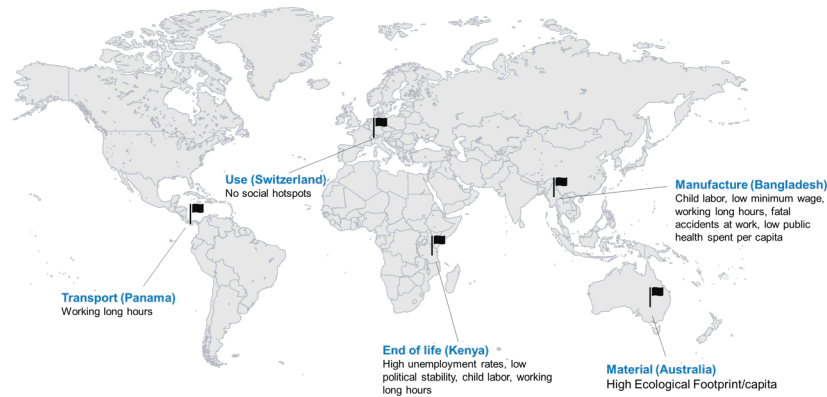 Use (Switzerland)
No social hotspots
Manufacture (Bangladesh)
Child labor, low minimum wage,
working long hours, fatal
accidents at work, low public
health spent per capita
Transport (Panama)
Working long hours
End of life (Kenya)
High unemployment rates, low
political stability, child labor, working
long hours
Material (Australia)
High Ecological Footprint/capita